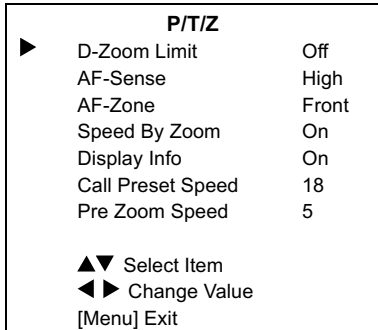 P/T/Z
▶ D-Zoom Limit Off
AF-Sense High
AF-Zone Front
Speed By Zoom On
Display Info On
Call Preset Speed 18
Pre Zoom Speed 5
▲▼ Select Item
◀ ▶ Change Value
[Menu] Exit